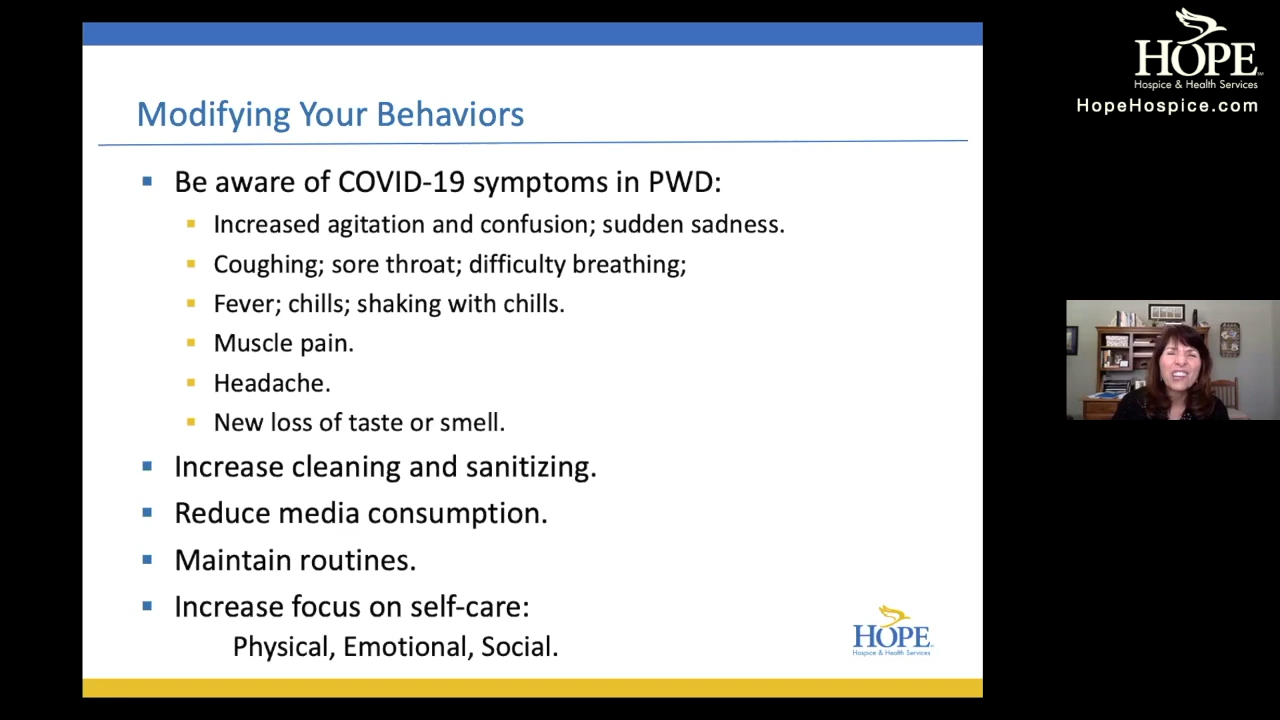 Modifying Your Behaviors
Be aware of COVID-19 symptoms in PWD:
Increased agitation and confusion; sudden sadness.
Coughing; sore throat; difficulty breathing;
Fever; chills; shaking with chills.
Muscle pain.
Headache.
New loss of taste or smell.
Increase cleaning and sanitizing.
Reduce media consumption.
Maintain routines.
Increase focus on self-care:
Physical, Emotional, Social.
HOPE
Hospice & Health Services
HOPE
Hospice & Health Services
HopeHospice.com